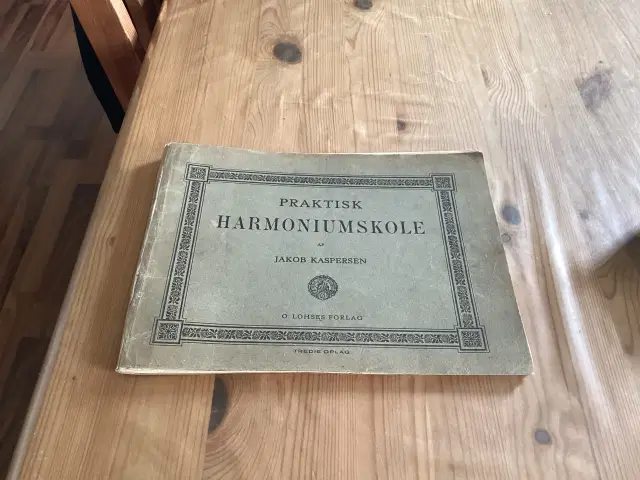 PRAKTISK
HARMONIUMSKOLE
AF
JAKOB KASPERSEN
O. LOHSES FORLAG
TREDIE OPLAG